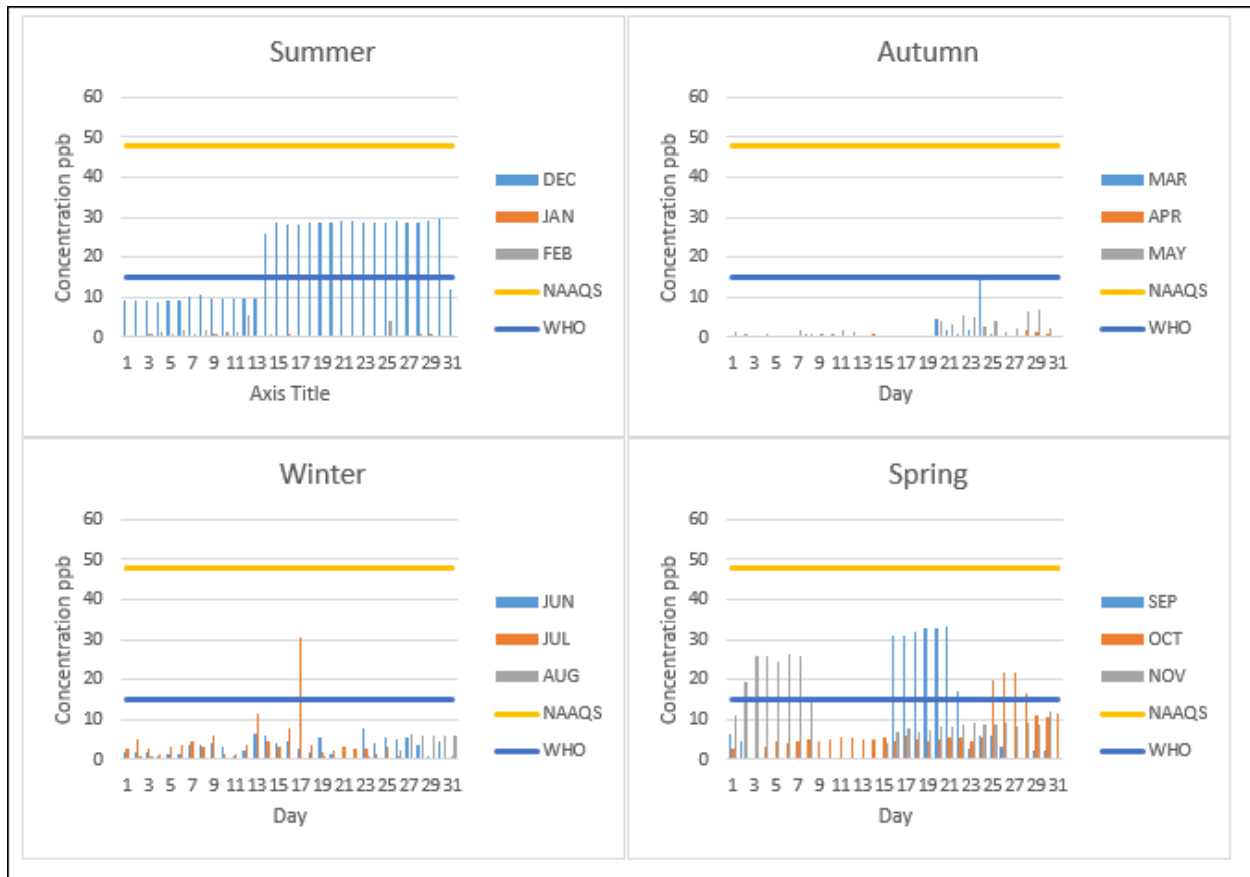 Summer
60
50
40
30
20
10
0
Concentration ppb
1 3 5 7 9 11 13 15 17 19 21 23 25 27 29 31
Axis Title
DEC
JAN
FEB
NAAQS
WHO
Autumn
60
50
40
30
20
10
0
Concentration ppb
1 3 5 7 9 11 13 15 17 19 21 23 25 27 29 31
Day
MAR
APR
MAY
NAAQS
WHO
Winter
60
50
40
30
20
10
0
Concentration ppb
1 3 5 7 9 11 13 15 17 19 21 23 25 27 29 31
Day
JUN
JUL
AUG
NAAQS
WHO
Spring
60
50
40
30
20
10
0
Concentration ppb
1 3 5 7 9 11 13 15 17 19 21 23 25 27 29 31
Day
SEP
OCT
NOV
NAAQS
WHO